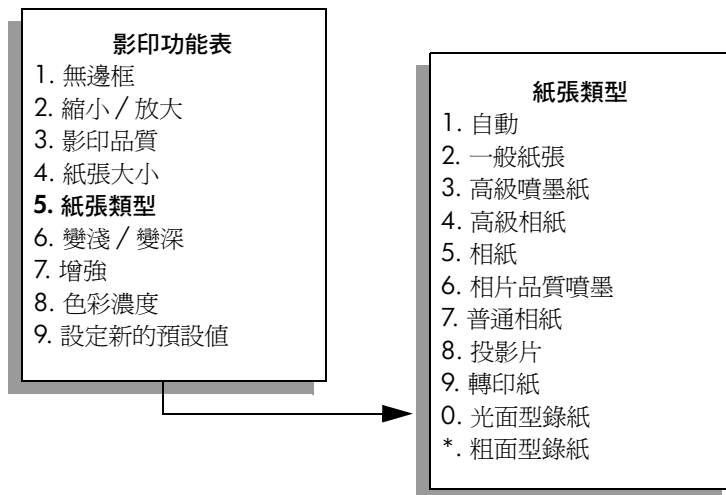 影印功能表
1. 無邊框
2. 縮小 / 放大
3. 影印品質
4. 紙張大小
5. 紙張類型
6. 變淺 / 變深
7. 增強
8. 色彩濃度
9. 設定新的預設值
紙張類型
1. 自動
2. 一般紙張
3. 高級噴墨紙
4. 高級相紙
5. 相紙
6. 相片品質噴墨
7. 普通相紙
8. 投影片
9. 轉印紙
0. 光面型錄紙
*. 粗面型錄紙